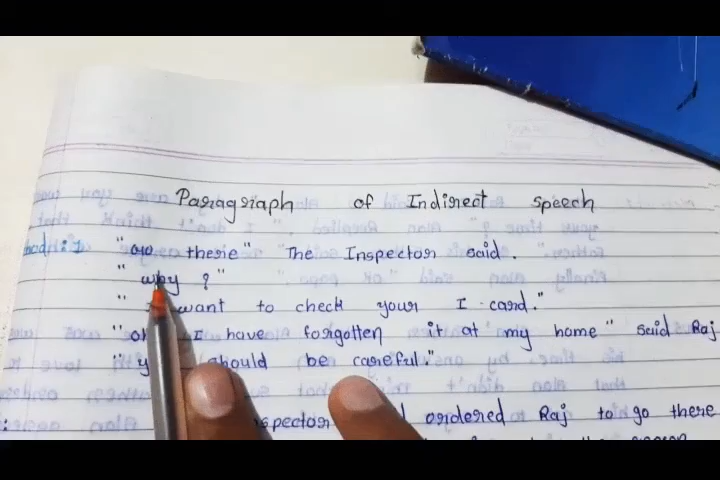 Paragraph of Indirect speech
"Go there" The Inspector said.
"why?"
"I want to check your I card."
I have forgotten it at my home" said Raj
should be careful."
ordered Raj to go there